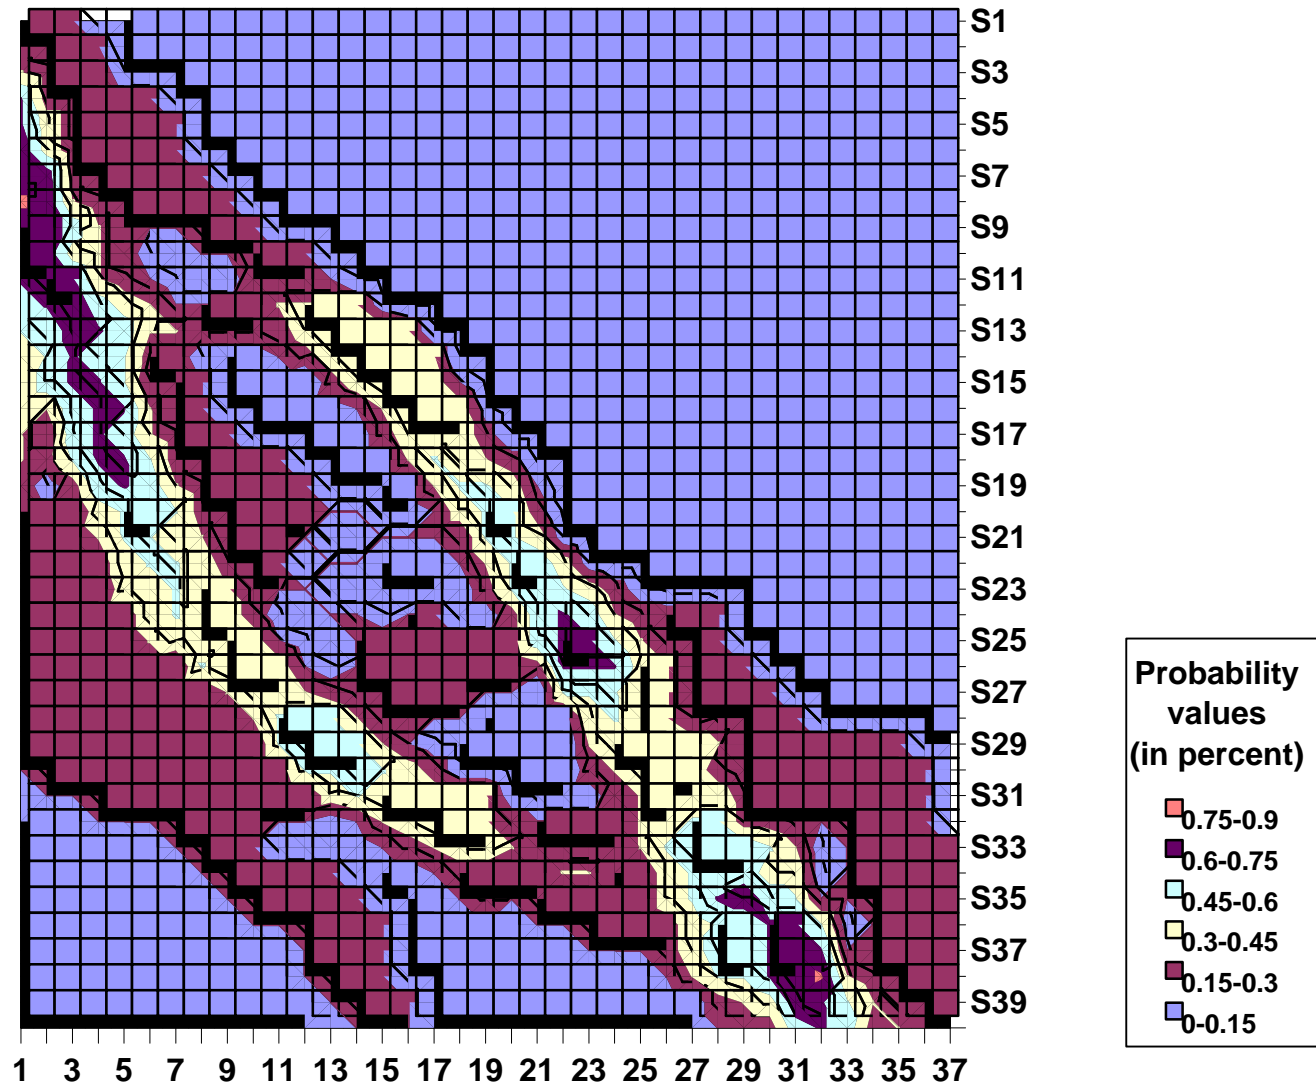 S1
S3
S5
S7
S9
S11
S13
S15
S17
S19
S21
S23
S25
S27
S29
S31
S33
S35
S37
S39
1 3 5 7 9 11 13 15 17 19 21 23 25 27 29 31 33 35 37
Probability
values
(in percent)
0.75-0.9
0.6-0.75
0.45-0.6
0.3-0.45
0.15-0.3
0-0.15